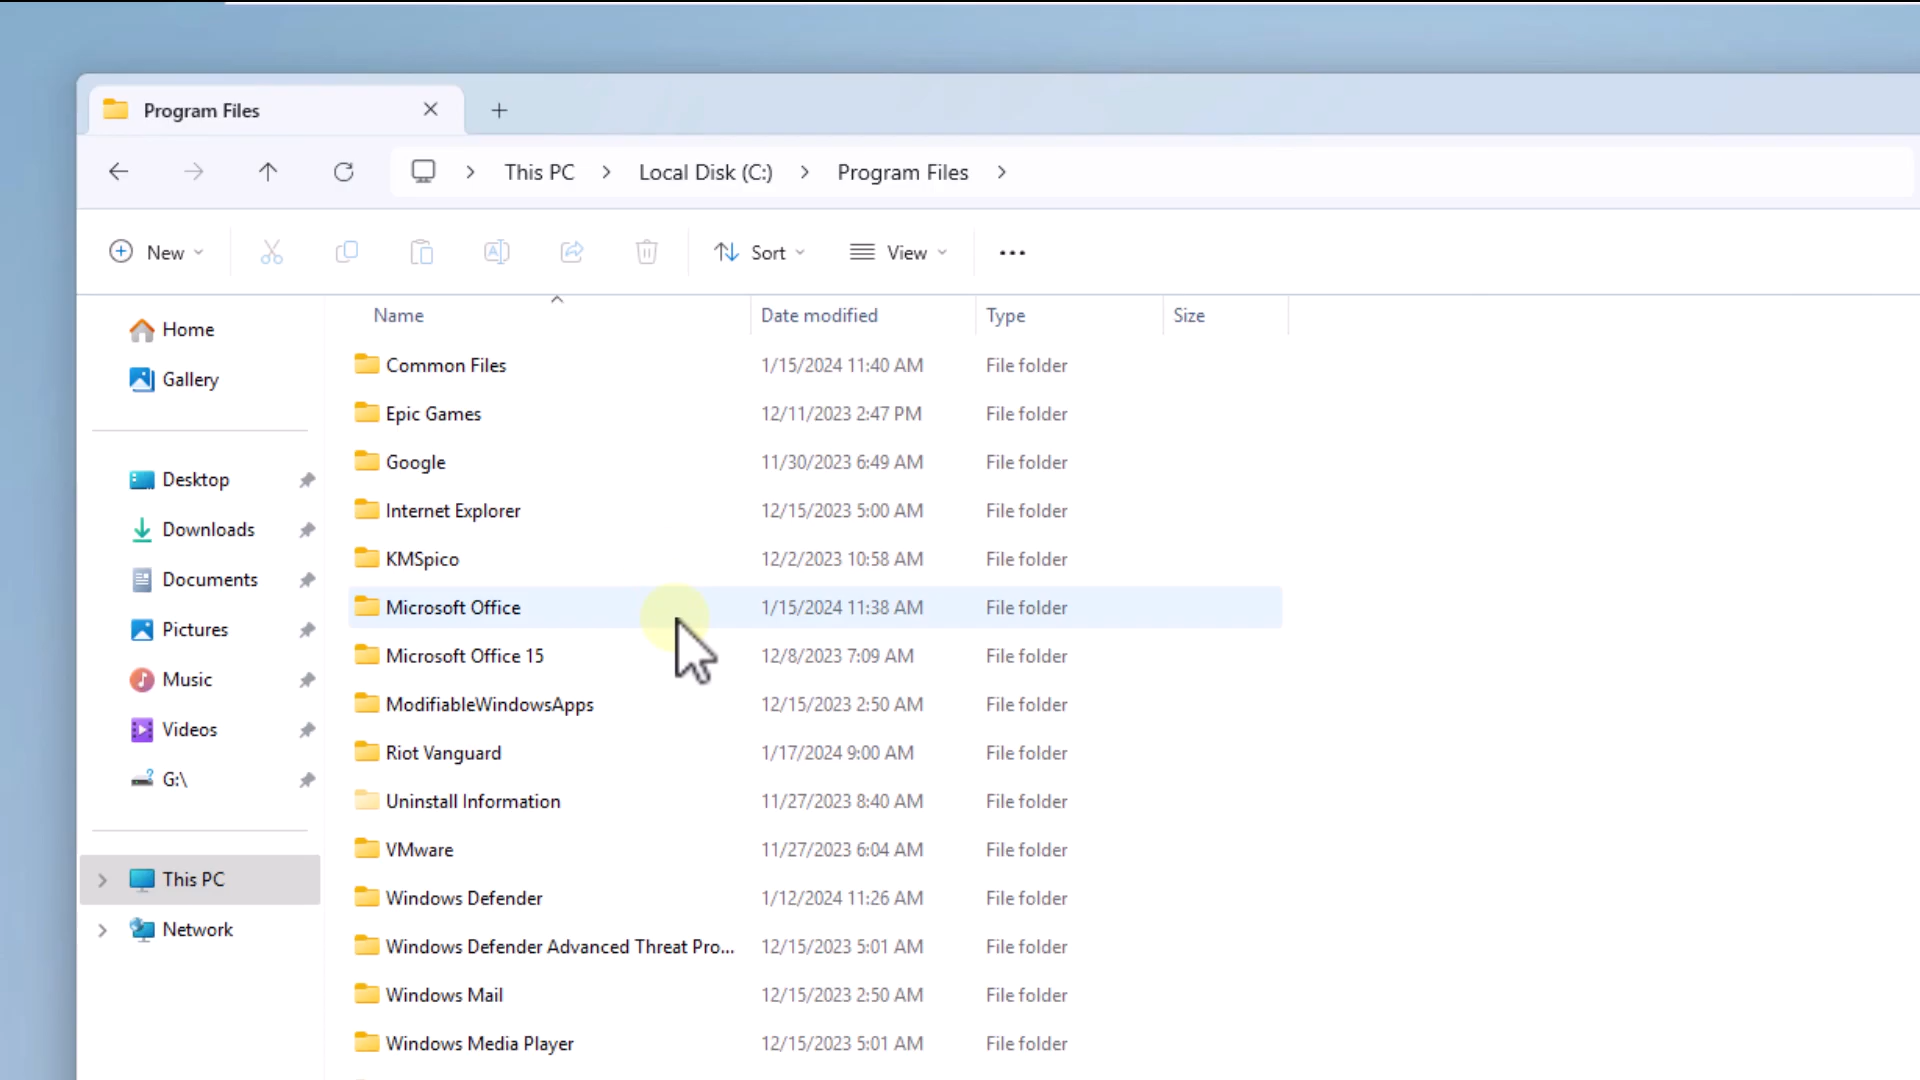 Program Files
This PC > Local Disk (C:) > Program Files >
New Sort View ...
Name Date modified Type Size
Home
Gallery
Desktop
Downloads
Documents
Pictures
Music
Videos
G:\
This PC
Network
Common Files 1/15/2024 11:40 AM File folder
Epic Games 12/11/2023 2:47 PM File folder
Google 11/30/2023 6:49 AM File folder
Internet Explorer 12/15/2023 5:00 AM File folder
KMSpico 12/2/2023 10:58 AM File folder
Microsoft Office 1/15/2024 11:38 AM File folder
Microsoft Office 15 12/8/2023 7:09 AM File folder
ModifiableWindowsApps 12/15/2023 2:50 AM File folder
Riot Vanguard 1/17/2024 9:00 AM File folder
Uninstall Information 11/27/2023 8:40 AM File folder
VMware 11/27/2023 6:04 AM File folder
Windows Defender 1/12/2024 11:26 AM File folder
Windows Defender Advanced Threat Pro... 12/15/2023 5:01 AM File folder
Windows Mail 12/15/2023 2:50 AM File folder
Windows Media Player 12/15/2023 5:01 AM File folder